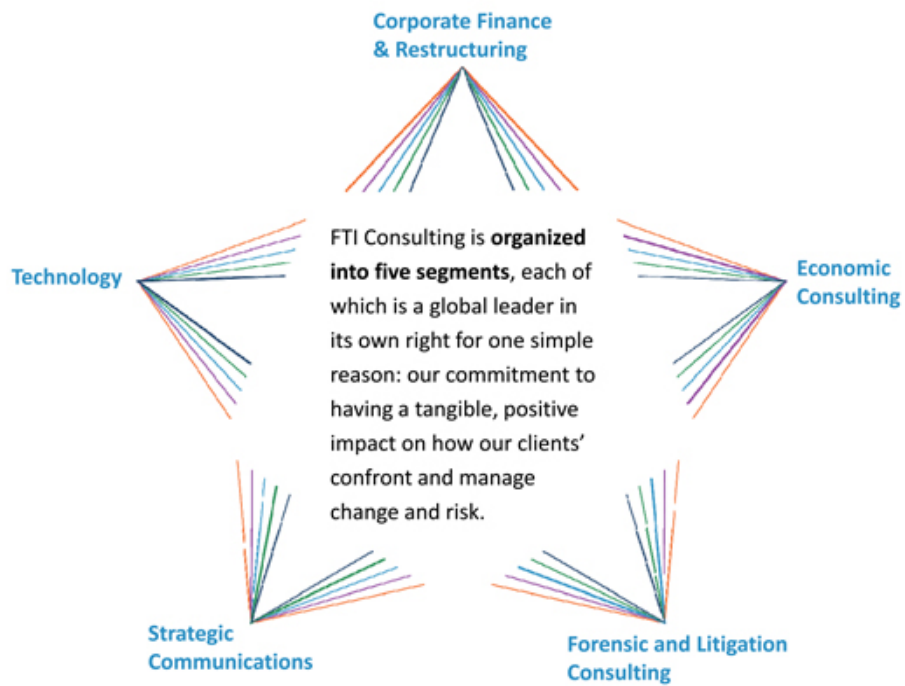 Corporate Finance
& Restructuring
Technology
FTI Consulting is organized
into five segments, each of
which is a global leader in
its own right for one simple
reason: our commitment to
having a tangible, positive
impact on how our clients’
confront and manage
change and risk.
Economic
Consulting
Strategic
Communications
Forensic and Litigation
Consulting